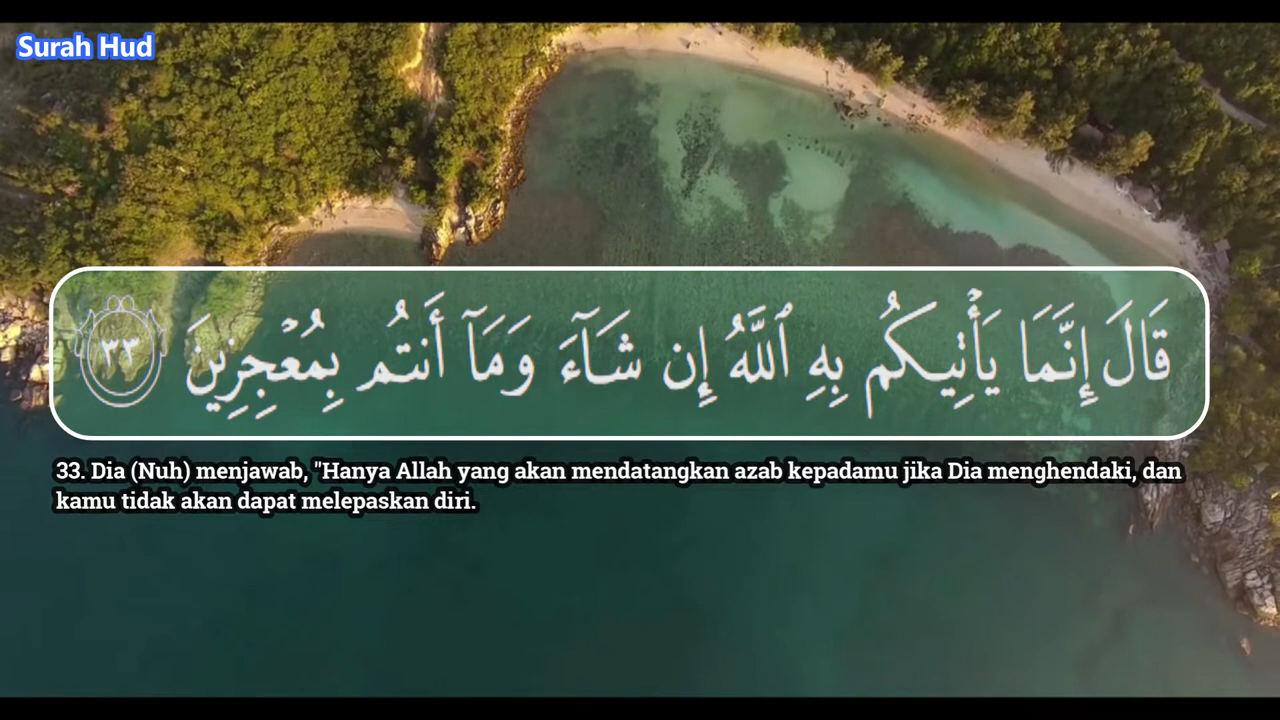 Surah Hud
قَالَ إِنَّمَا يَأْتِيكُم بِهِ ٱللَّهُ إِن شَآءَ وَمَآ أَنتُم بِمُعْجِزِينَ ٣٣
33. Dia (Nuh) menjawab, "Hanya Allah yang akan mendatangkan azab kepadamu jika Dia menghendaki, dan
kamu tidak akan dapat melepaskan diri.